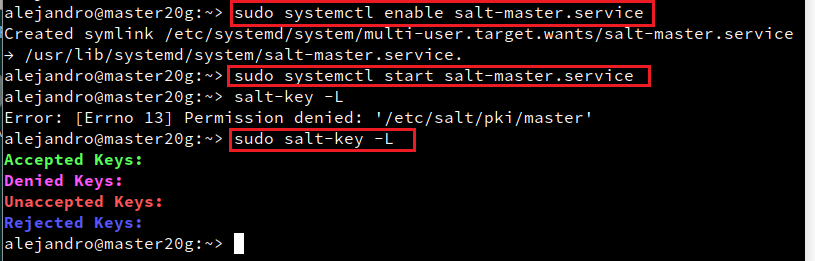 alejandro@master20g:~> sudo systemctl enable salt-master.service
Created symlink /etc/systemd/system/multi-user.target.wants/salt-master.service
→ /usr/lib/systemd/system/salt-master.service.
alejandro@master20g:~> sudo systemctl start salt-master.service
alejandro@master20g:~> salt-key -L
Error: [Errno 13] Permission denied: '/etc/salt/pki/master'
alejandro@master20g:~> sudo salt-key -L
Accepted Keys:
Denied Keys:
Unaccepted Keys:
Rejected Keys:
alejandro@master20g:~>